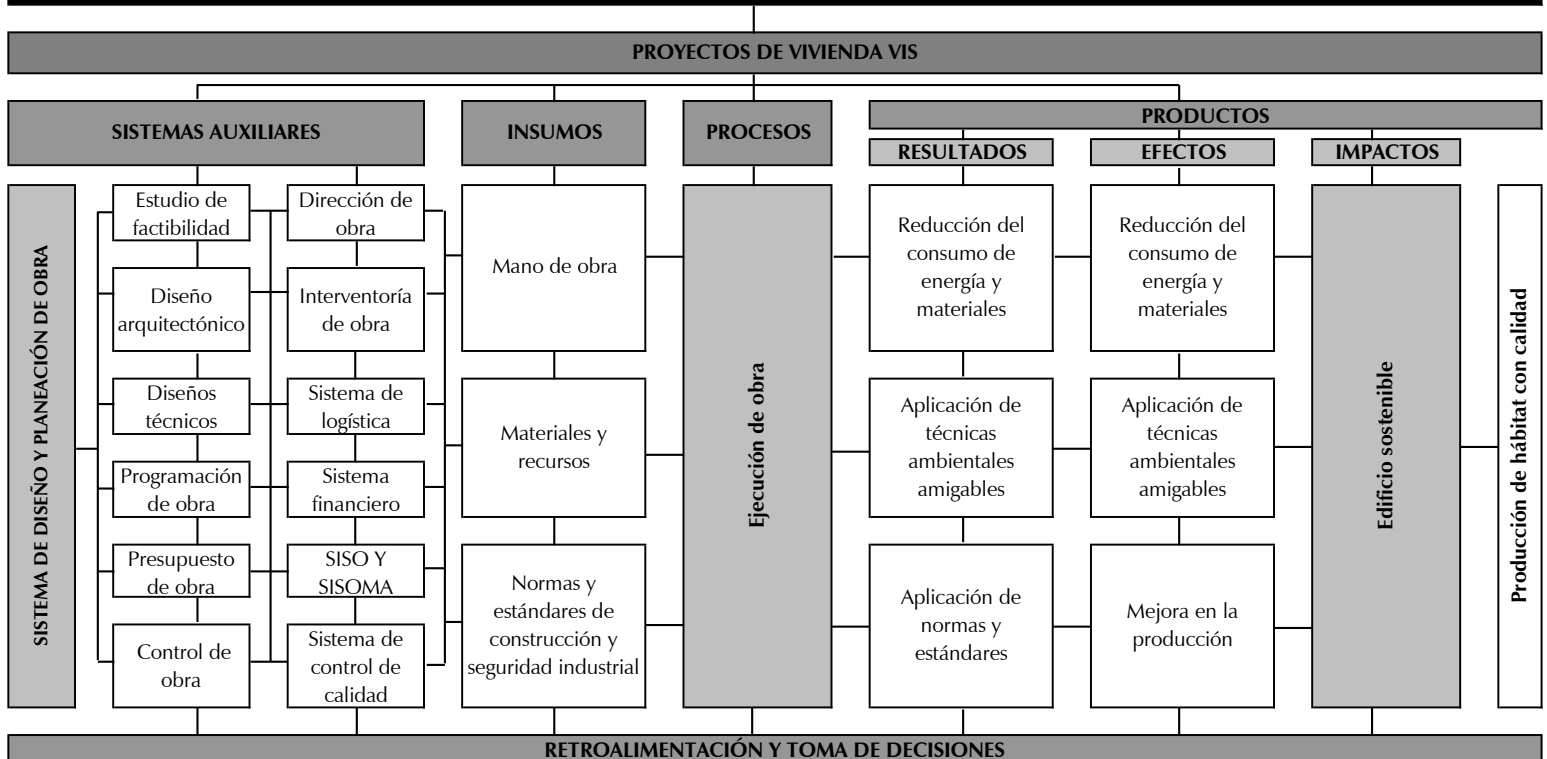 PROYECTOS DE VIVIENDA VIS
SISTEMAS AUXILIARES
INSUMOS
PROCESOS
PRODUCTOS
RESULTADOS
EFECTOS
IMPACTOS
SISTEMA DE DISEÑO Y PLANEACIÓN DE OBRA
Estudio de
factibilidad
Diseño
arquitectónico
Diseños
técnicos
Programación
de obra
Presupuesto
de obra
Control de
obra
Dirección de
obra
Interventoría
de obra
Sistema de
logística
Sistema
financiero
SISO Y
SISOMA
Sistema de
control de
calidad
Mano de obra
Materiales y
recursos
Normas y
estándares de
construcción y
seguridad industrial
Ejecución de obra
Reducción del
consumo de
energía y
materiales
Aplicación de
técnicas
ambientales
amigables
Aplicación de
normas y
estándares
Reducción del
consumo de
energía y
materiales
Aplicación de
técnicas
ambientales
amigables
Mejora en la
producción
Edificio sostenible
Producción de hábitat con calidad
RETROALIMENTACIÓN Y TOMA DE DECISIONES